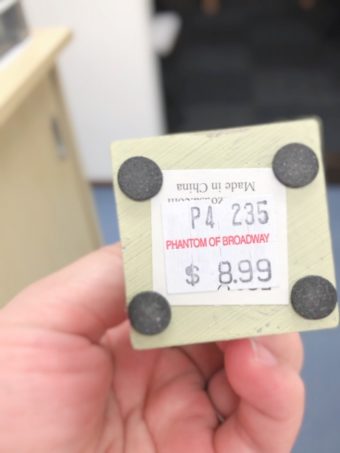 Made in China
P4 235
PHANTOM OF BROADWAY
$ 8.99